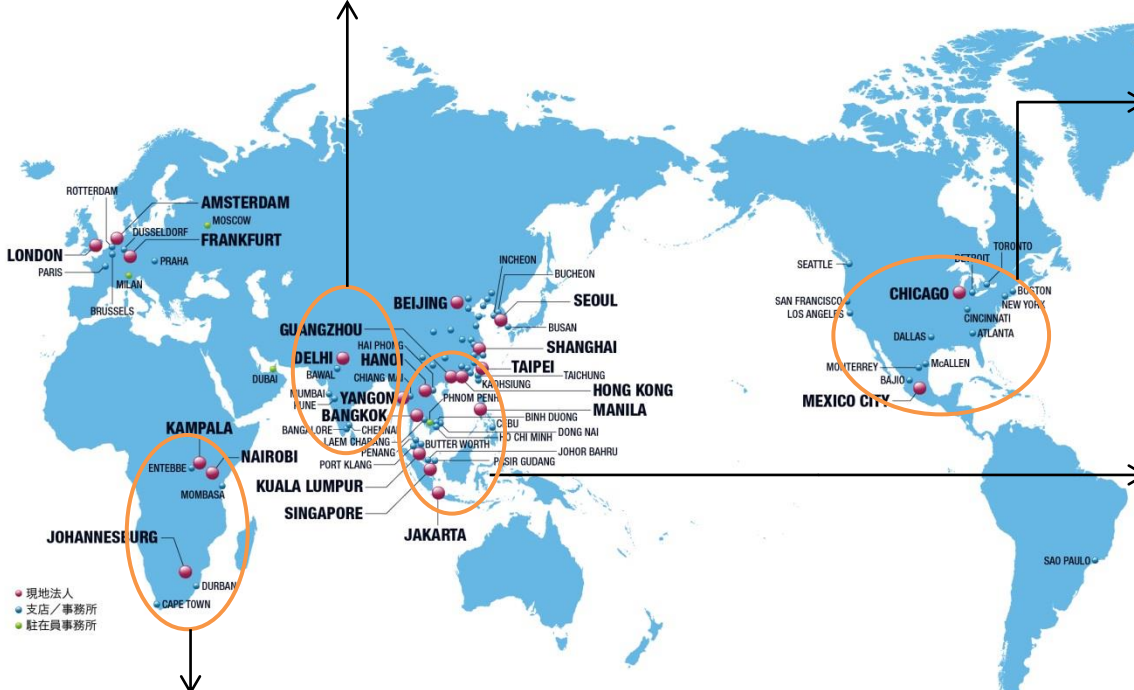 ROTTERDAM
AMSTERDAM
MOSCOW
DUSSELDORF
FRANKFURT
LONDON
PARIS
PRAHA
MILAN
BRUSSELS
INCHEON
BUCHEON
BEIJING
SEOUL
GUANGZHOU
BUSAN
HAI PHONG
SHANGHAI
DELHI
HANOI
TAIPEI
BAWAL
TAICHUNG
DUBAI
CHIANG MAI
KAOHSIUNG
MUMBAI
YANGON
PHNOM PENH
HONG KONG
PUNE
MANILA
BANGKOK
BINH DUONG
CEBU
BANGALORE
CHENNAI
DONG NAI
HO CHI MINH
LAEM CHABANG
BUTTER WORTH
PENANG
JOHOR BAHRU
PORT KLANG
PASIR GUDANG
KUALA LUMPUR
SINGAPORE
JAKARTA
KAMPALA
ENTEBBE
NAIROBI
MOMBASA
JOHANNESBURG
DURBAN
CAPE TOWN
SEATTLE
TORONTO
DETROIT
CHICAGO
BOSTON
SAN FRANCISCO
NEW YORK
LOS ANGELES
CINCINNATI
DALLAS
ATLANTA
MONTERREY
McALLEN
BAJIO
MEXICO CITY
SAO PAULO
現地法人
支店／事務所
駐在員事務所